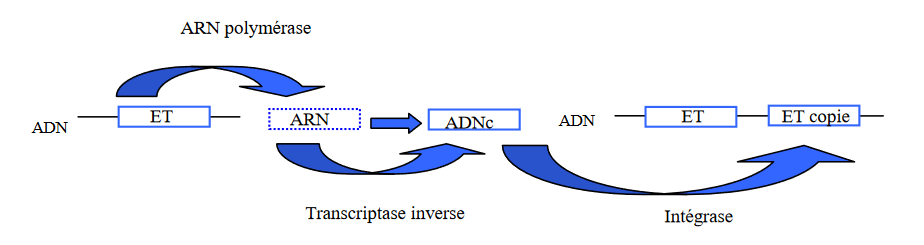 ARN polymérase
ADN
ET
ARN
ADNc
ADN
ET
ET copie
Transcriptase inverse
Intégrase